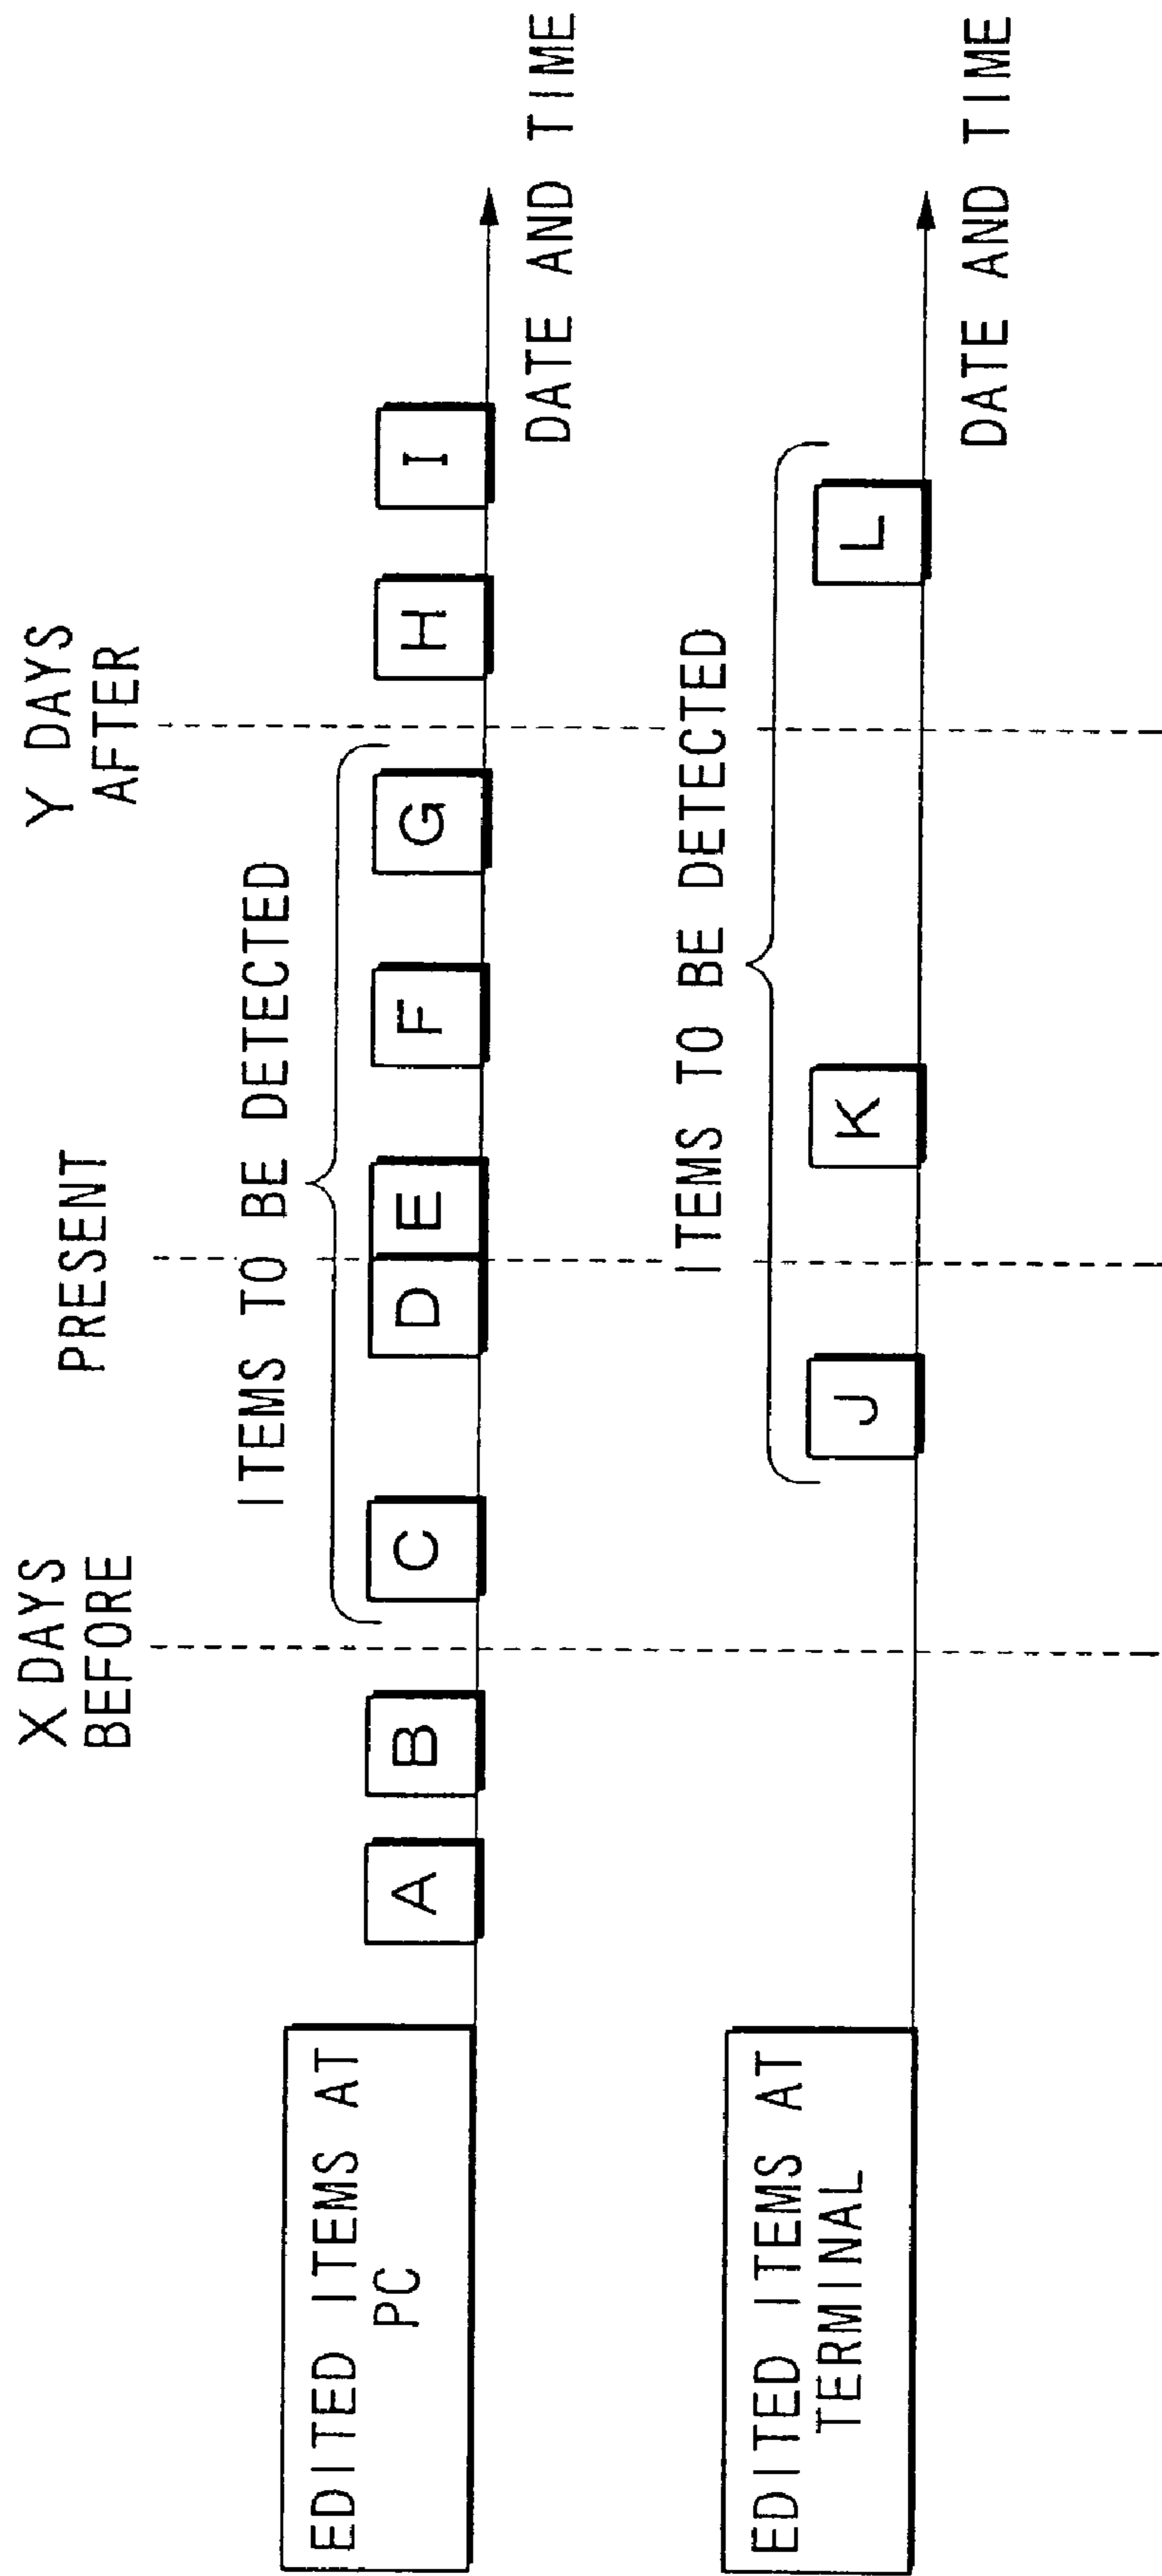 X DAYS
BEFORE
PRESENT
Y DAYS
AFTER
ITEMS TO BE DETECTED
EDITED ITEMS AT
PC
A
B
C
D
E
F
G
H
I
DATE AND TIME
ITEMS TO BE DETECTED
EDITED ITEMS AT
TERMINAL
J
K
L
DATE AND TIME